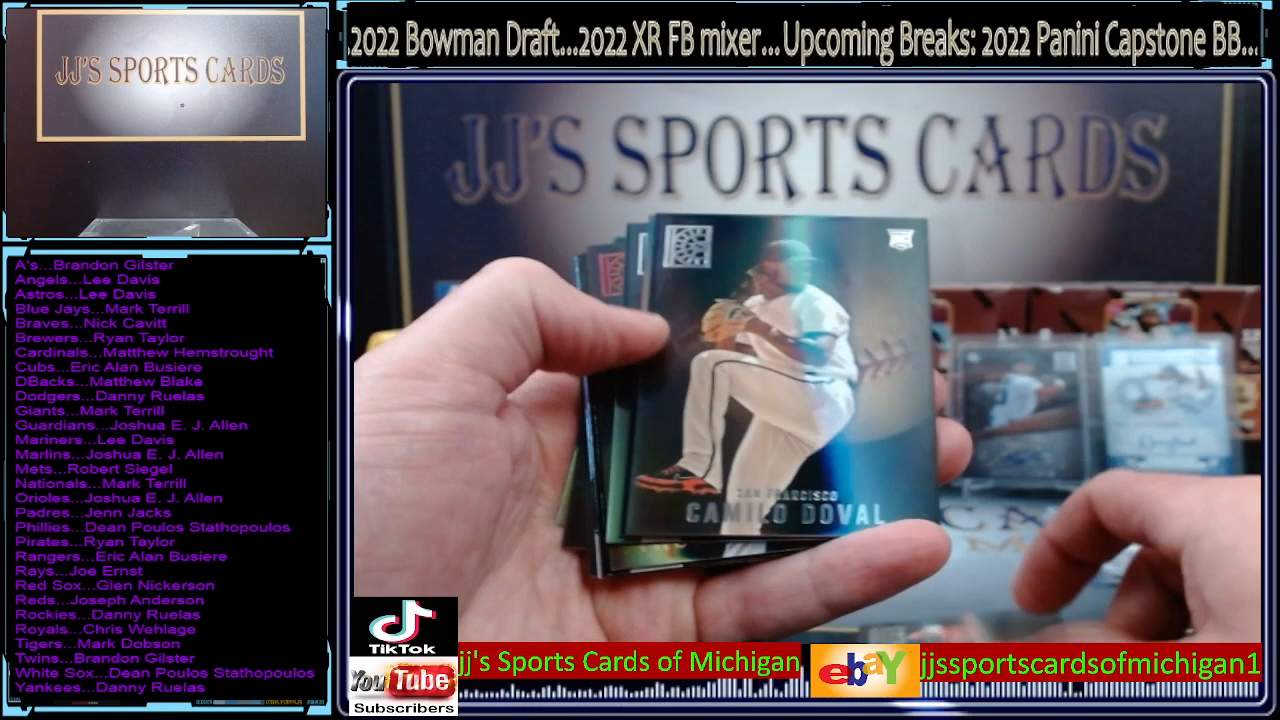 JJ'S SPORTS CARDS
.2022 Bowman Draft...2022 XR FB mixer... Upcoming Breaks: 2022 Panini Capstone BB...
JJ'S SPORTS CARDS
A's...Brandon Gilster
Angels...Lee Davis
Astros...Lee Davis
Blue Jays...Mark Terrill
Braves...Nick Cavitt
Brewers...Ryan Taylor
Cardinals...Matthew Hemstrought
Cubs...Eric Alan Busiere
DBacks...Matthew Blake
Dodgers...Danny Ruelas
Giants...Mark Terrill
Guardians...Joshua E. J. Allen
Mariners...Lee Davis
Marlins...Joshua E. J. Allen
Mets...Robert Siegel
Nationals...Mark Terrill
Orioles...Joshua E. J. Allen
Padres...Jenn Jacks
Phillies...Dean Poulos Stathopoulos
Pirates...Ryan Taylor
Rangers...Eric Alan Busiere
Rays...Joe Ernst
Red Sox...Glen Nickerson
Reds...Joseph Anderson
Rockies...Danny Ruelas
Royals...Chris Wehlage
Tigers...Mark Dobson
Twins...Brandon Gilster
White Sox...Dean Poulos Stathopoulos
Yankees...Danny Ruelas
SAN FRANCISCO
CAMILO DOVAL
TikTok
YouTube
Subscribers
jj's Sports Cards of Michigan
ebaY
jjssportscardsofmichigan1